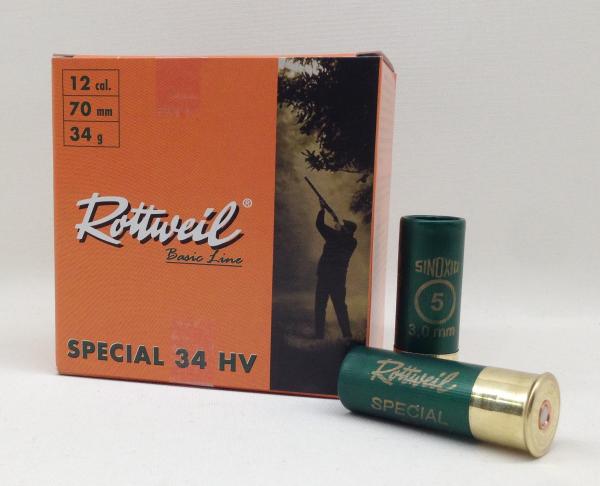 12 cal.
70 mm
34 g
Rottweil®
Basic Line
SPECIAL 34 HV
SINOXID
5
3,0 mm
Rottweil
SPECIAL